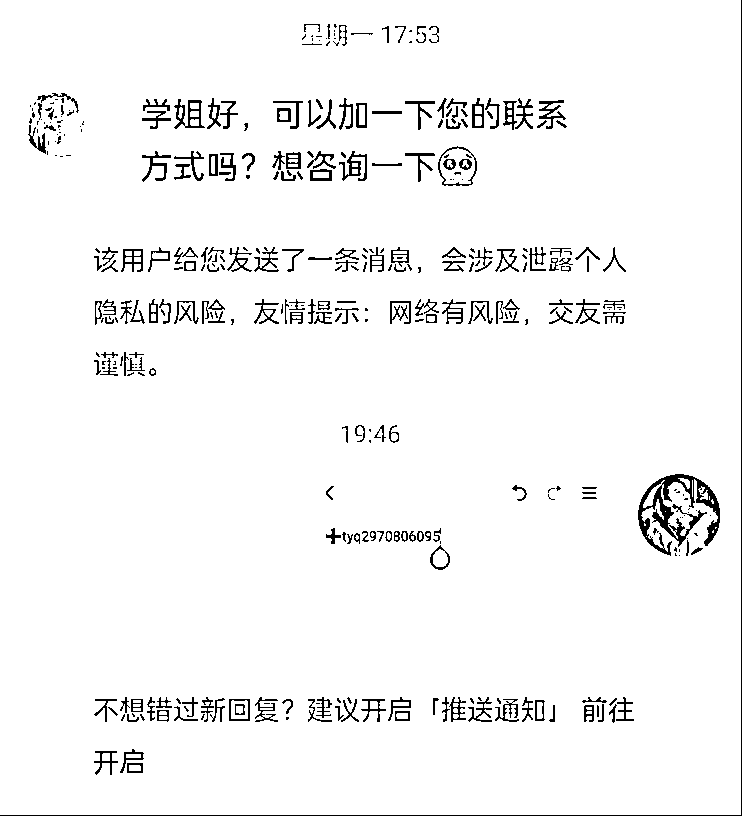 星期一 17:53
学姐好，可以加一下您的联系
方式吗？想咨询一下🥺
该用户给您发送了一条消息，会涉及泄露个人
隐私的风险，友情提示：网络有风险，交友需
谨慎。
19:46
➕tyq2970806095
不想错过新回复？建议开启「推送通知」 前往
开启